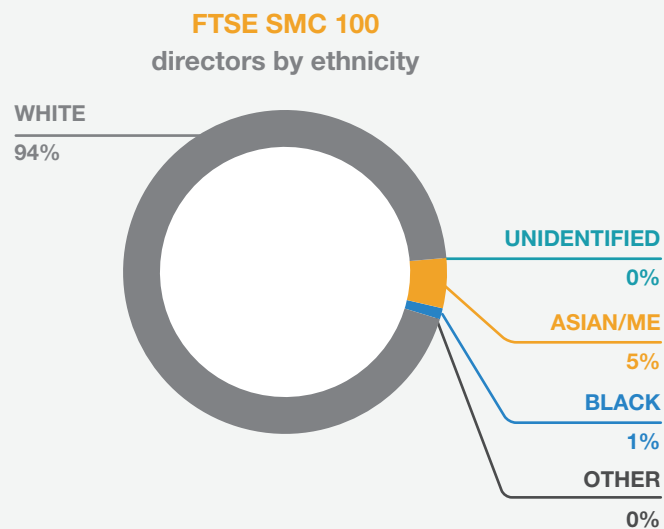 FTSE SMC 100
directors by ethnicity
WHITE
94%
UNIDENTIFIED
0%
ASIAN/ME
5%
BLACK
1%
OTHER
0%